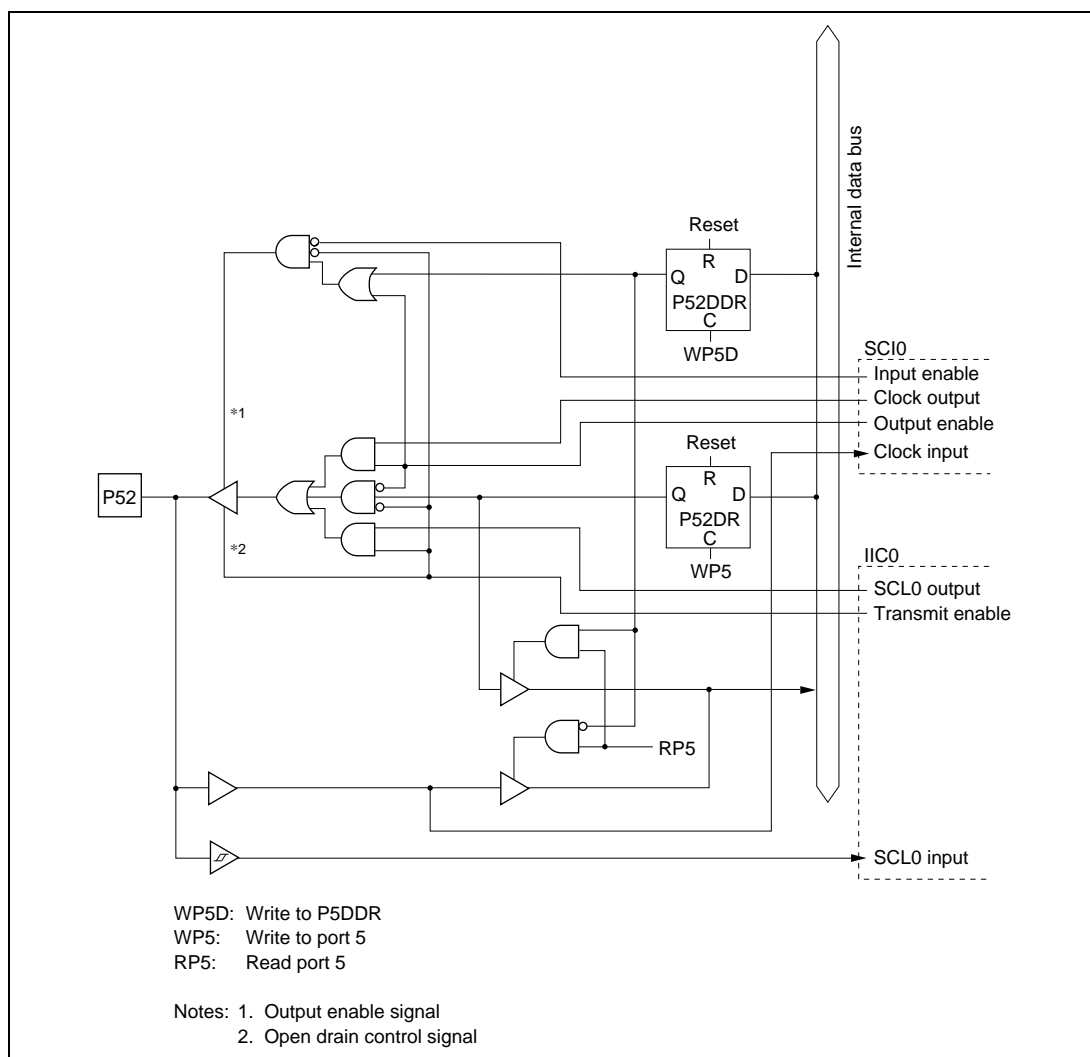 Internal data bus
Reset
R
Q D
P52DDR
C
WP5D
SCI0
Input enable
Clock output
Output enable
Clock input
*1
Reset
R
P52
Q D
P52DR
C
*2
WP5
IIC0
SCL0 output
Transmit enable
RP5
SCL0 input
WP5D: Write to P5DDR
WP5: Write to port 5
RP5: Read port 5
Notes: 1. Output enable signal
2. Open drain control signal